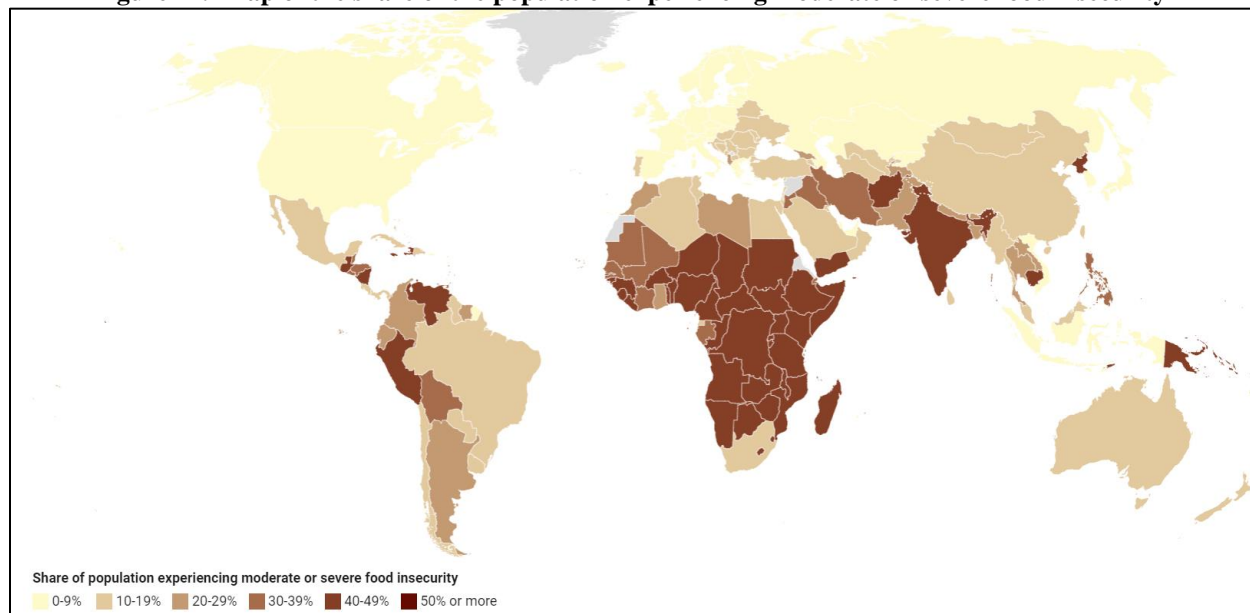 Share of population experiencing moderate or severe food insecurity
0-9% 10-19% 20-29% 30-39% 40-49% 50% or more